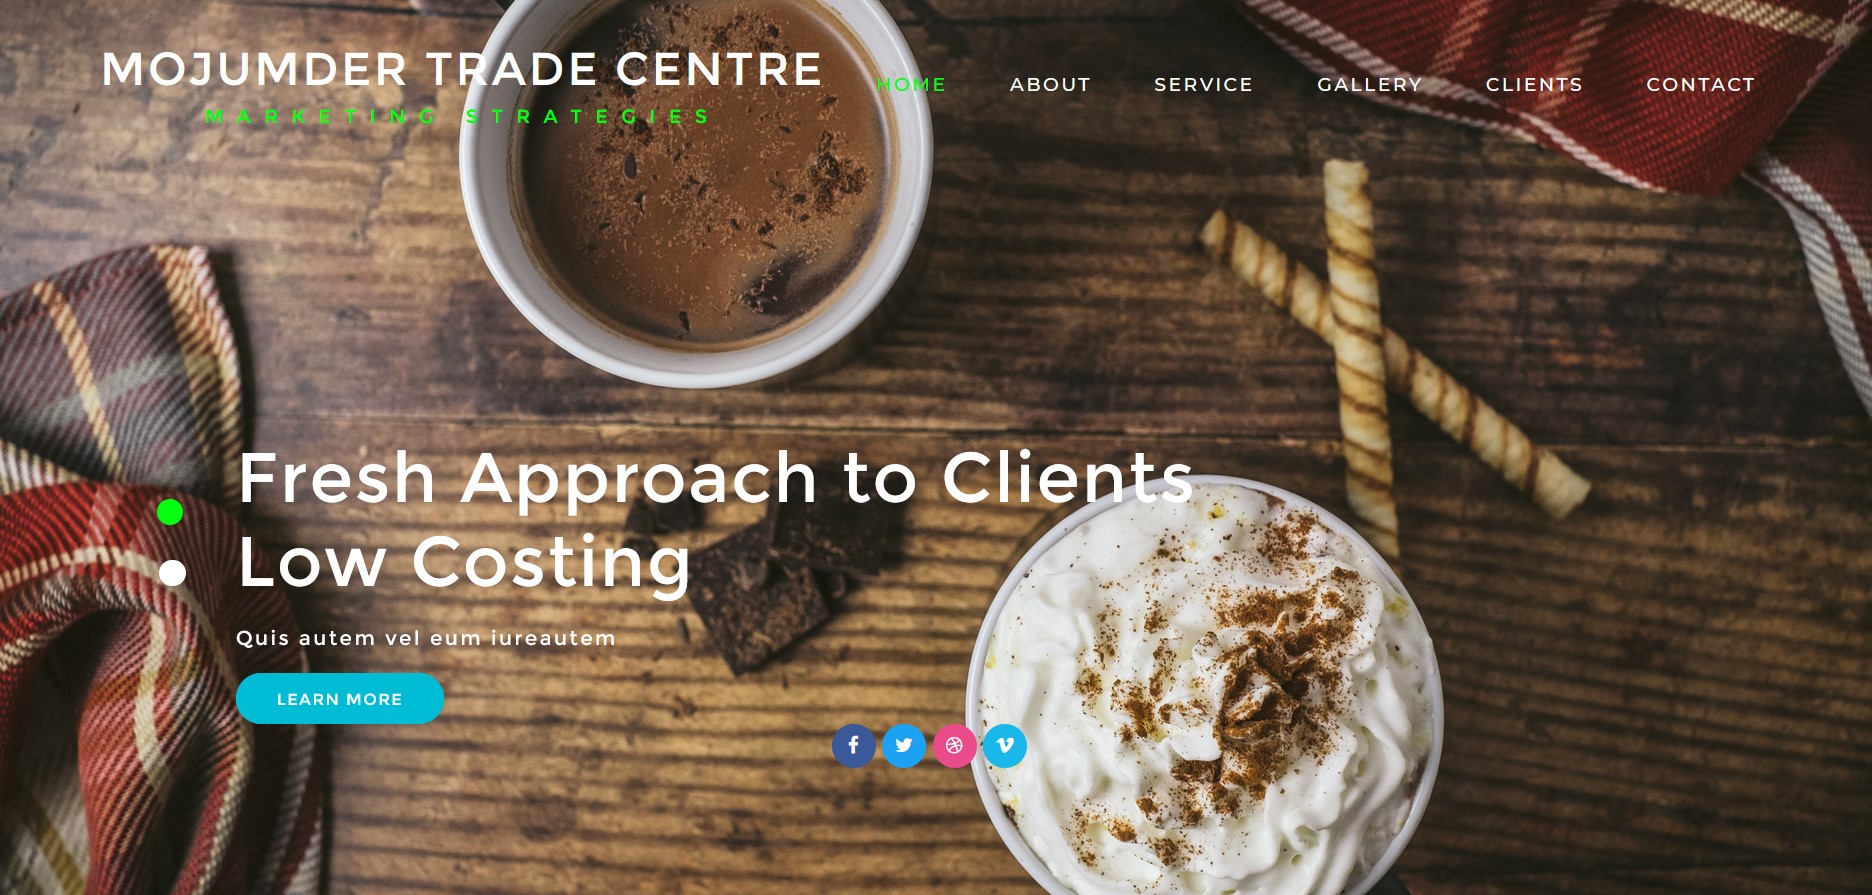 MOJUMDER TRADE CENTRE
MARKETING STRATEGIES
HOME ABOUT SERVICE GALLERY CLIENTS CONTACT
Fresh Approach to Clients
Low Costing
Quis autem vel eum iureautem
LEARN MORE